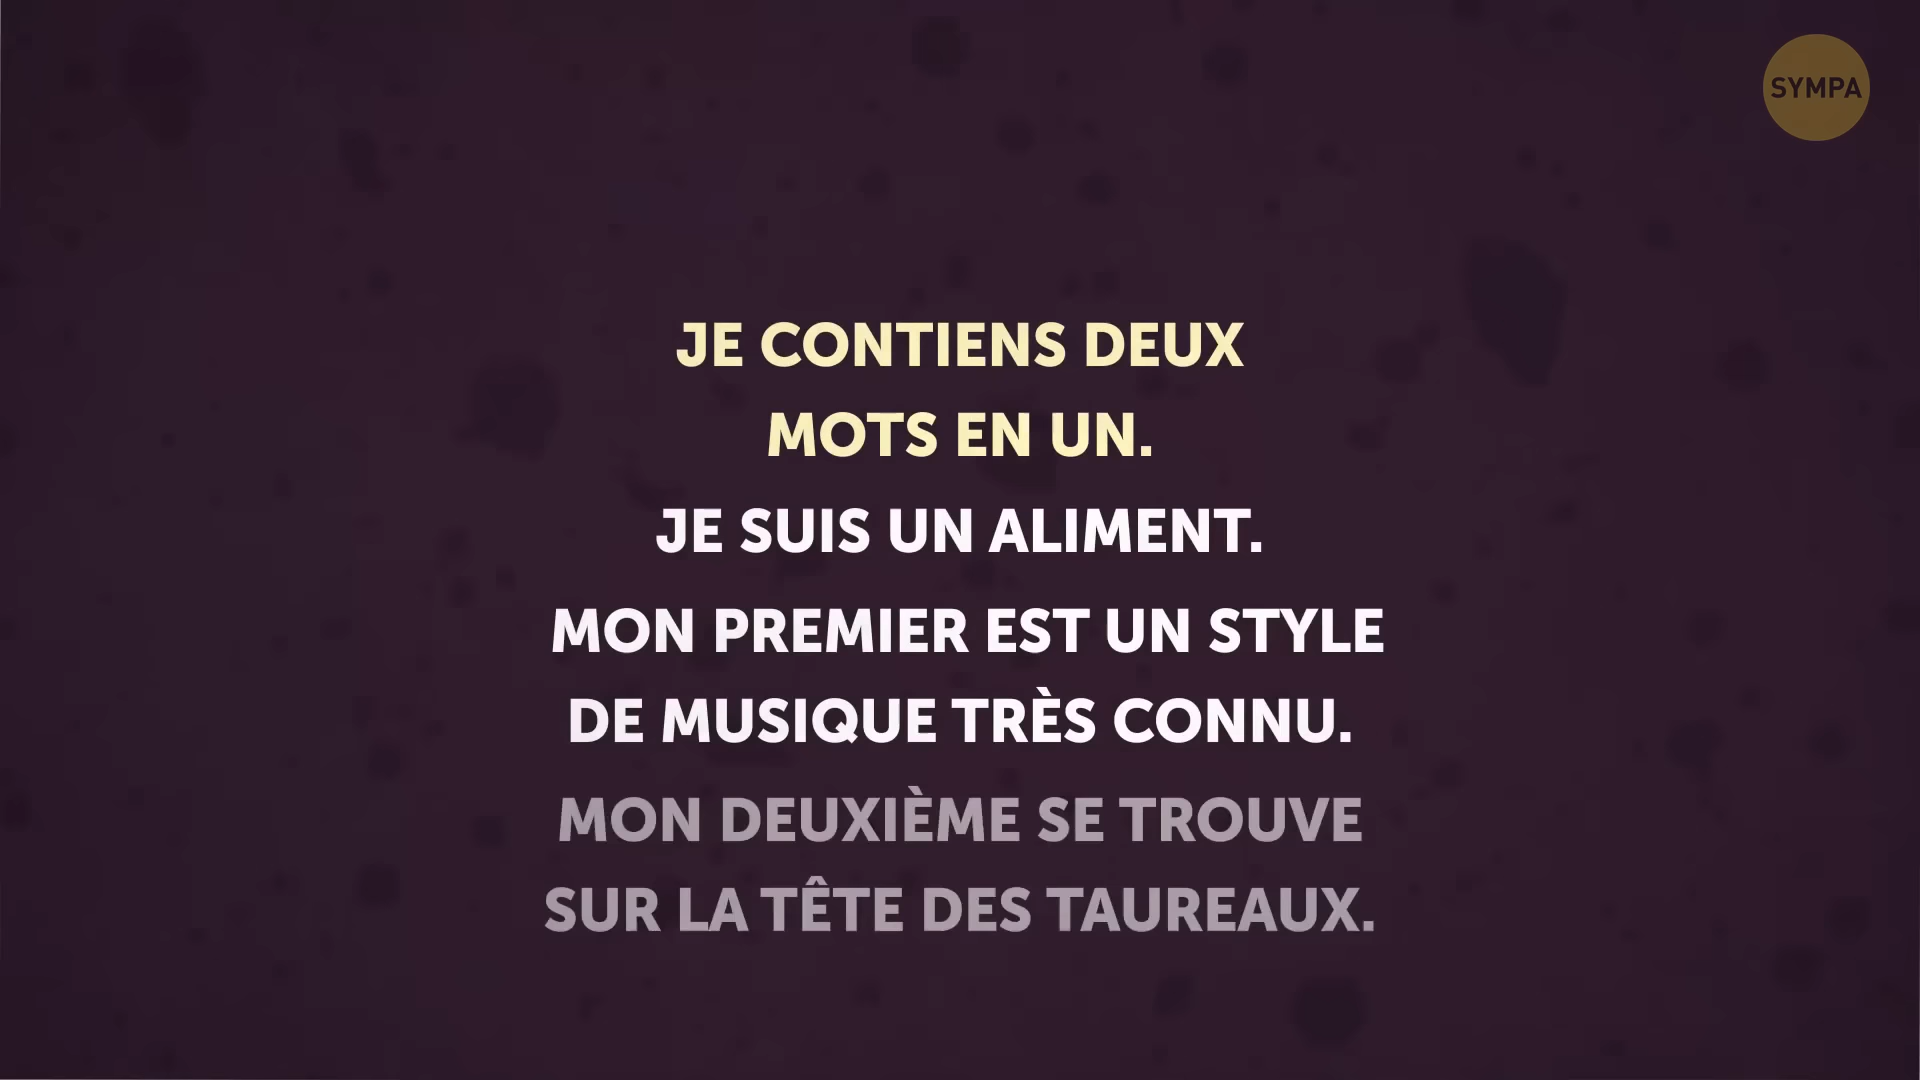 SYMPA
JE CONTIENS DEUX
MOTS EN UN.
JE SUIS UN ALIMENT.
MON PREMIER EST UN STYLE
DE MUSIQUE TRÈS CONNU.
MON DEUXIÈME SE TROUVE
SUR LA TÊTE DES TAUREAUX.